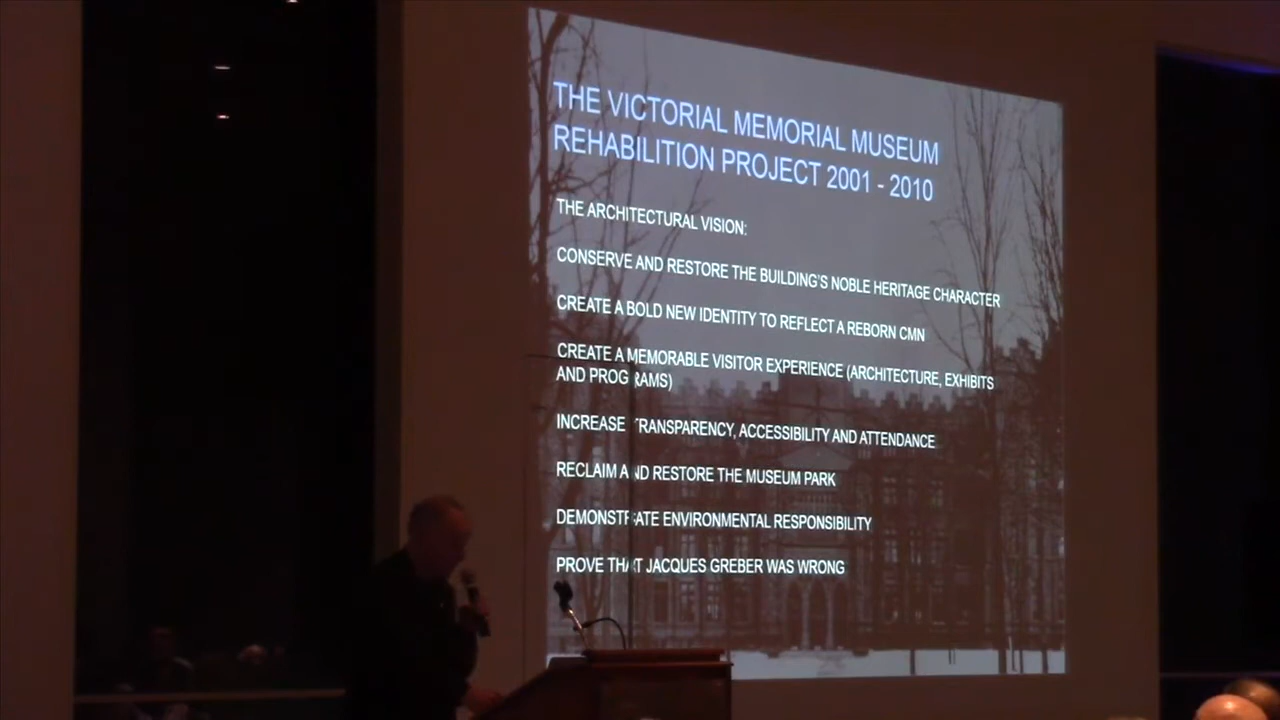 THE VICTORIAL MEMORIAL MUSEUM
REHABILITION PROJECT 2001 - 2010
THE ARCHITECTURAL VISION:
CONSERVE AND RESTORE THE BUILDING'S NOBLE HERITAGE CHARACTER
CREATE A BOLD NEW IDENTITY TO REFLECT A REBORN CMN
CREATE A MEMORABLE VISITOR EXPERIENCE (ARCHITECTURE, EXHIBITS
AND PROGRAMS)
INCREASE TRANSPARENCY, ACCESSIBILITY AND ATTENDANCE
RECLAIM AND RESTORE THE MUSEUM PARK
DEMONSTRATE ENVIRONMENTAL RESPONSIBILITY
PROVE THAT JACQUES GREBER WAS WRONG